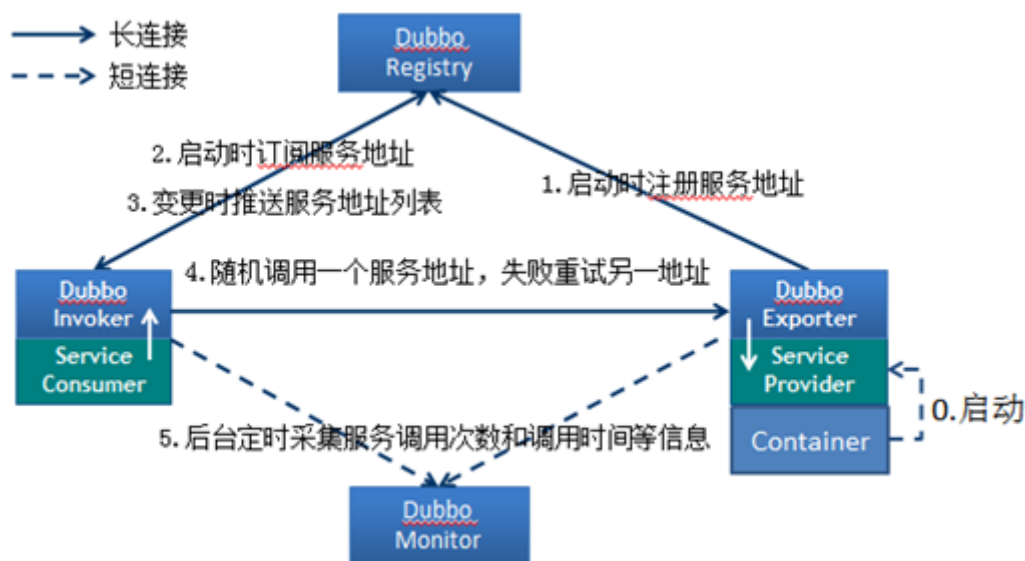 长连接
短连接
Dubbo
Registry
2.启动时订阅服务地址
3.变更时推送服务地址列表
1.启动时注册服务地址
4.随机调用一个服务地址，失败重试另一地址
Dubbo
Invoker
Service
Consumer
Dubbo
Exporter
Service
Provider
Container
0.启动
5.后台定时采集服务调用次数和调用时间等信息
Dubbo
Monitor